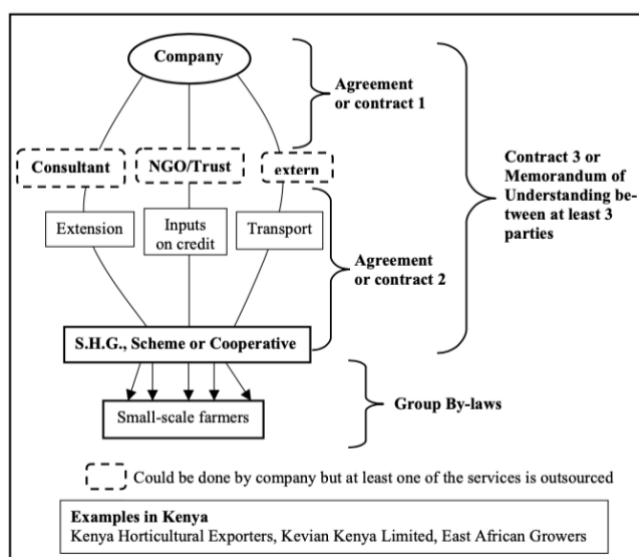 Company
Agreement
or contract 1
Consultant
NGO/Trust
extern
Contract 3 or
Memorandum of
Understanding be-
tween at least 3
parties
Extension
Inputs
on credit
Transport
Agreement
or contract 2
S.H.G., Scheme or Cooperative
Small-scale farmers
Group By-laws
Could be done by company but at least one of the services is outsourced
Examples in Kenya
Kenya Horticultural Exporters, Kevian Kenya Limited, East African Growers